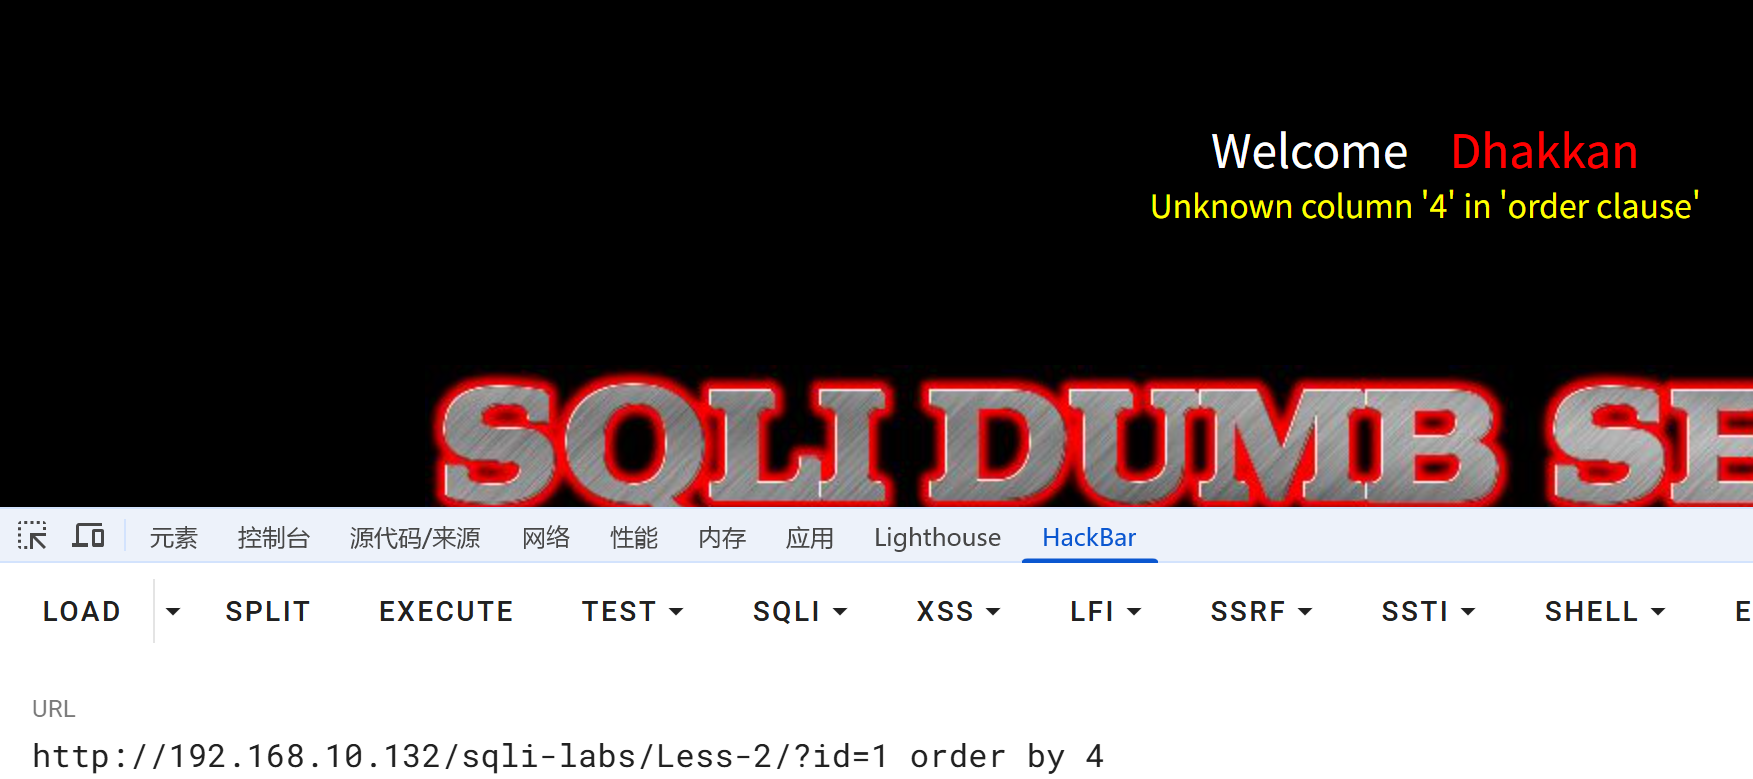 Welcome Dhakkan
Unknown column '4' in 'order clause'
SQLI DUMB SE
元素 控制台 源代码/来源 网络 性能 内存 应用 Lighthouse HackBar
LOAD SPLIT EXECUTE TEST SQLI XSS LFI SSRF SSTI SHELL E
URL
http://192.168.10.132/sqli-labs/Less-2/?id=1 order by 4